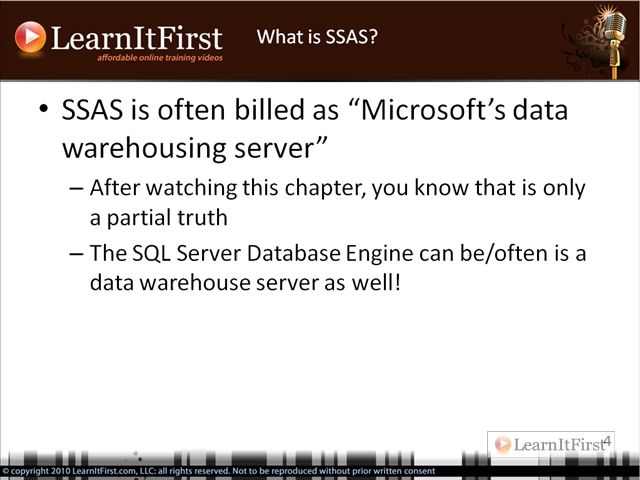 LearnItFirst
affordable online training videos
What is SSAS?
• SSAS is often billed as “Microsoft’s data
warehousing server”
– After watching this chapter, you know that is only
a partial truth
– The SQL Server Database Engine can be/often is a
data warehouse server as well!
LearnItFirst
4
© copyright 2010 LearnItFirst.com, LLC: all rights reserved. Not to be reproduced without prior written consent